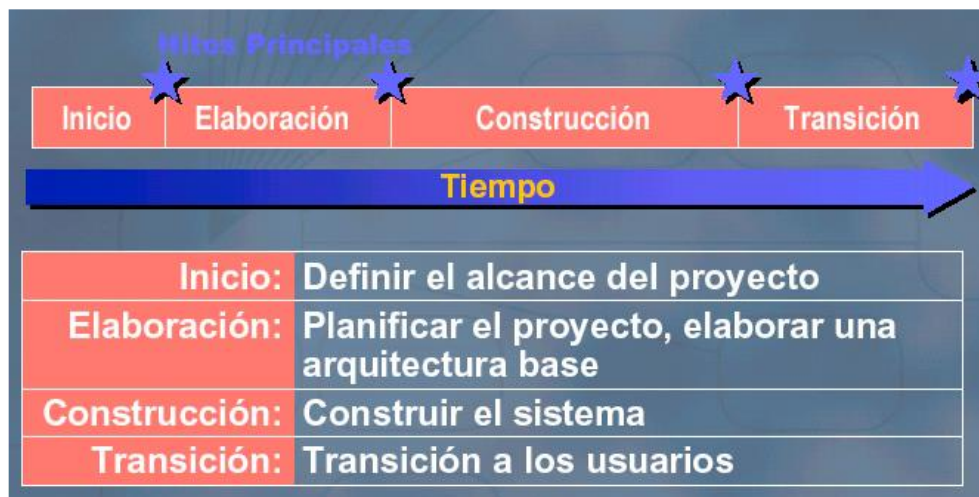 Hitos Principales
Inicio Elaboración Construcción Transición
Tiempo
Inicio: Definir el alcance del proyecto
Elaboración: Planificar el proyecto, elaborar una
arquitectura base
Construcción: Construir el sistema
Transición: Transición a los usuarios